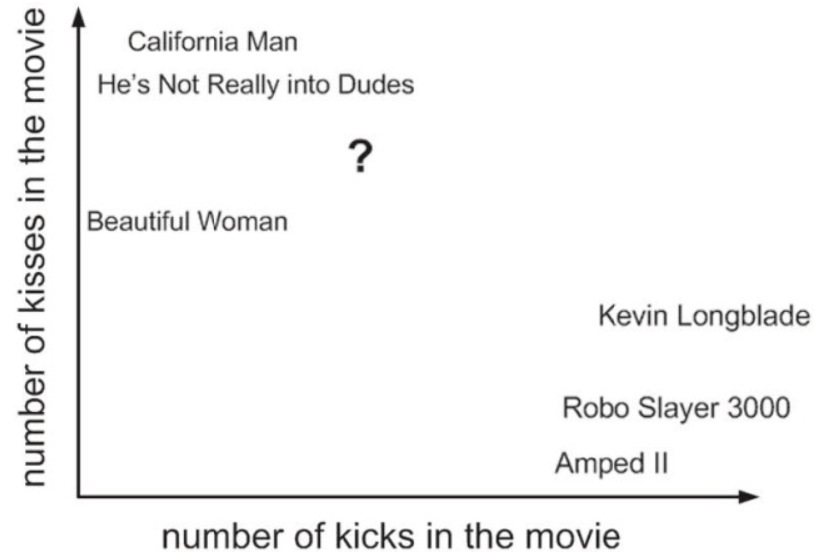 number of kisses in the movie
California Man
He's Not Really into Dudes
?
Beautiful Woman
Kevin Longblade
Robo Slayer 3000
Amped II
number of kicks in the movie